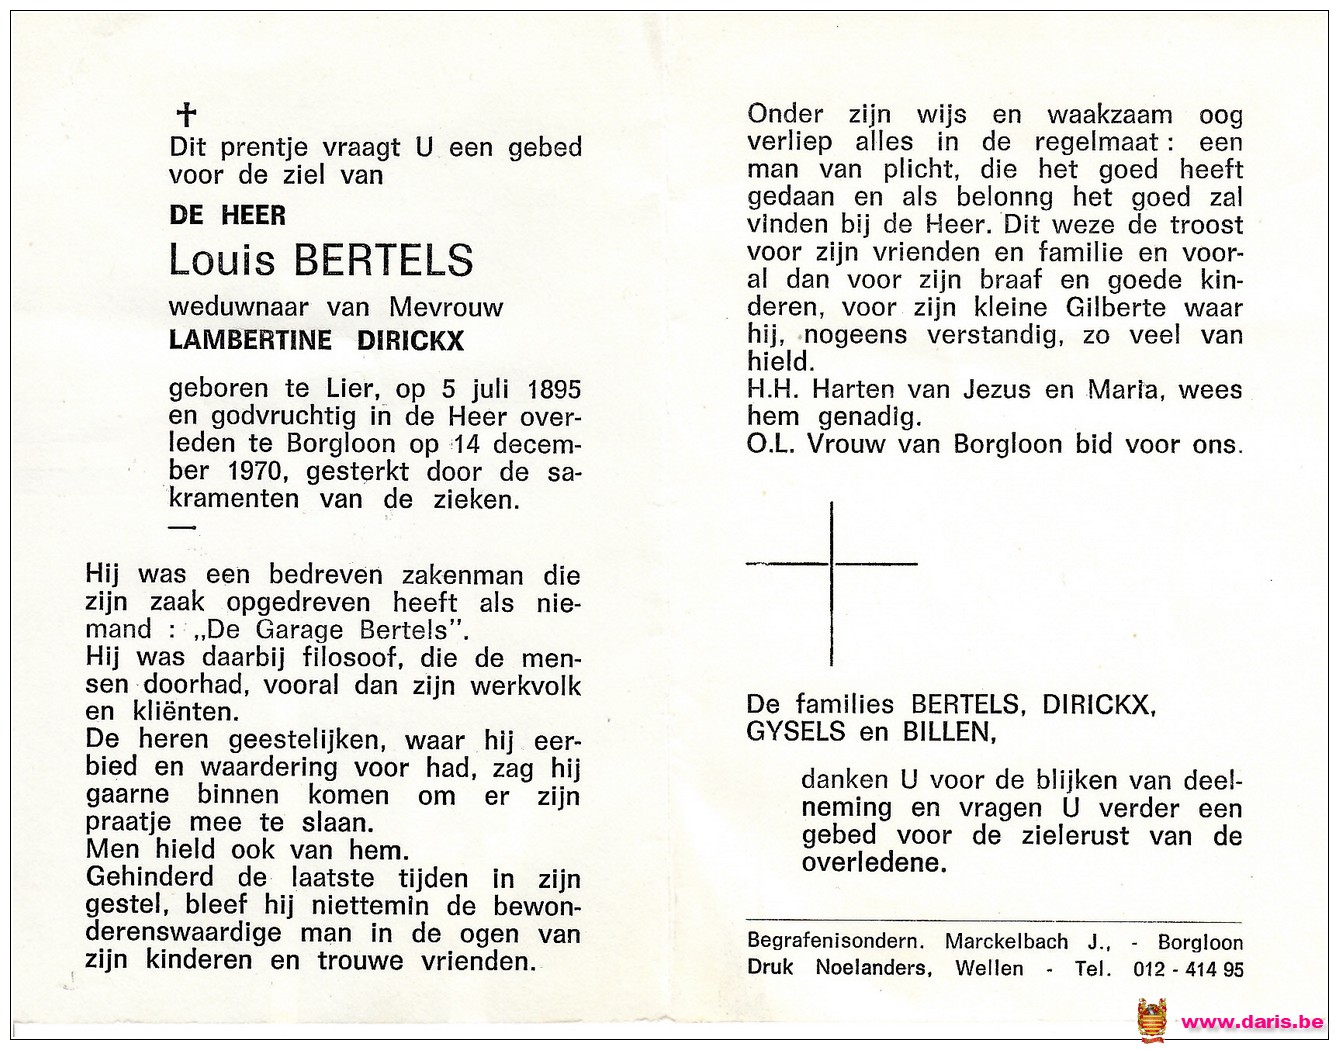 Dit prentje vraagt U een gebed
voor de ziel van
DE HEER
Louis BERTELS
weduwnaar van Mevrouw
LAMBERTINE DIRICKX
geboren te Lier, op 5 juli 1895
en godvruchtig in de Heer over-
leden te Borgloon op 14 decem-
ber 1970, gesterkt door de sa-
kramenten van de zieken.
—
Hij was een bedreven zakenman die
zijn zaak opgedreven heeft als nie-
mand : „De Garage Bertels”.
Hij was daarbij filosoof, die de men-
sen doorhad, vooral dan zijn werkvolk
en kliënten.
De heren geestelijken, waar hij eer-
bied en waardering voor had, zag hij
gaarne binnen komen om er zijn
praatje mee te slaan.
Men hield ook van hem.
Gehinderd de laatste tijden in zijn
gestel, bleef hij niettemin de bewon-
derenswaardige man in de ogen van
zijn kinderen en trouwe vrienden.
Onder zijn wijs en waakzaam oog
verliep alles in de regelmaat : een
man van plicht, die het goed heeft
gedaan en als belonng het goed zal
vinden bij de Heer. Dit weze de troost
voor zijn vrienden en familie en voor-
al dan voor zijn braaf en goede kin-
deren, voor zijn kleine Gilberte waar
hij, nogeens verstandig, zo veel van
hield.
H.H. Harten van Jezus en Maria, wees
hem genadig.
O.L. Vrouw van Borgloon bid voor ons.
De families BERTELS, DIRICKX,
GYSELS en BILLEN,
danken U voor de blijken van deel-
neming en vragen U verder een
gebed voor de zielerust van de
overledene.
Begrafenisondern. Marckelbach J., - Borgloon
Druk Noelanders, Wellen - Tel. 012 - 414 95
www.daris.be